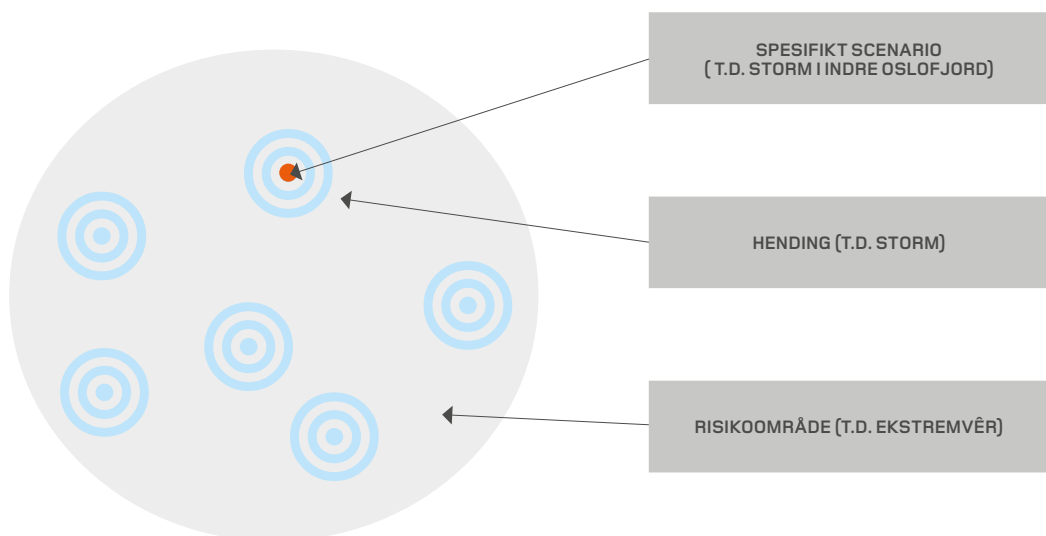 SPESIFIKT SCENARIO
( T.D. STORM I INDRE OSLOFJORD)
HENDING (T.D. STORM)
RISIKOOMRÅDE (T.D. EKSTREMVÊR)